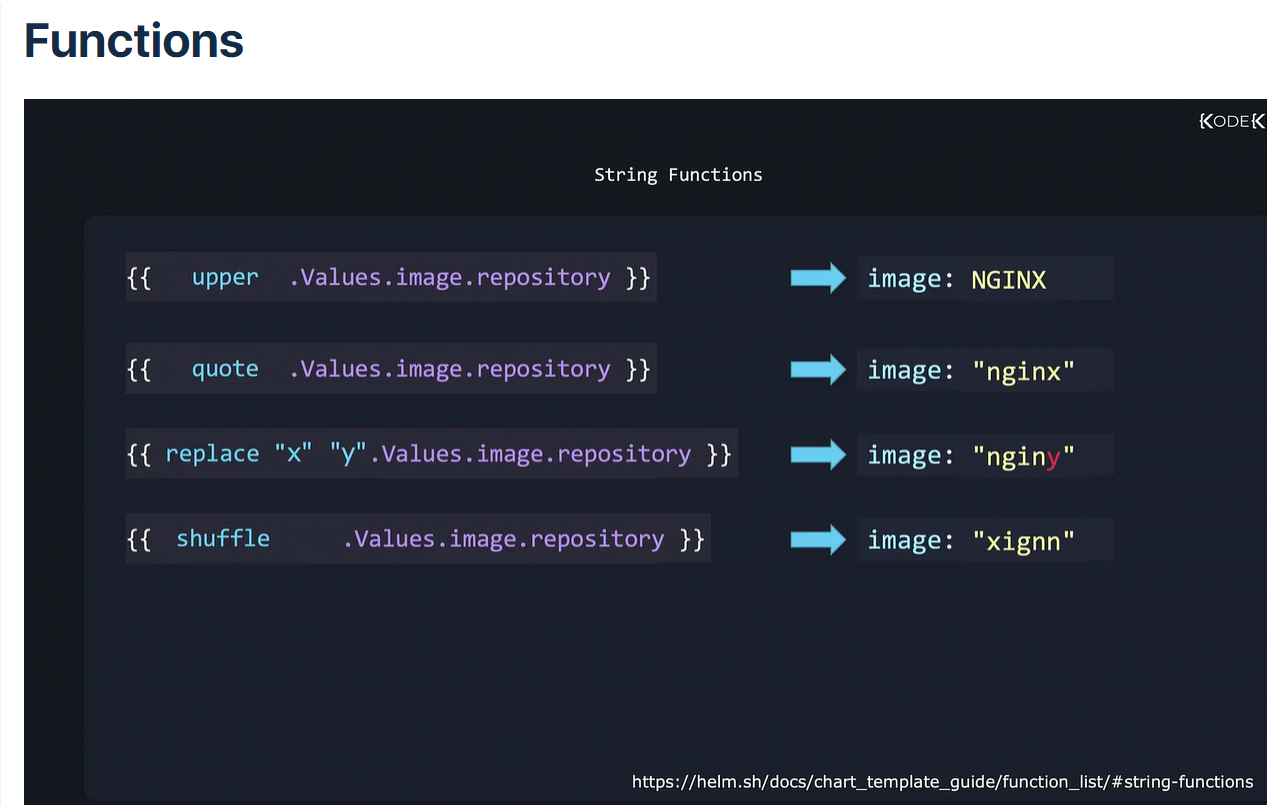 Functions
{KODE{K
String Functions
{{ upper .Values.image.repository }} image: NGINX
{{ quote .Values.image.repository }} image: "nginx"
{{ replace "x" "y".Values.image.repository }} image: "nginy"
{{ shuffle .Values.image.repository }} image: "xignn"
https://helm.sh/docs/chart_template_guide/function_list/#string-functions